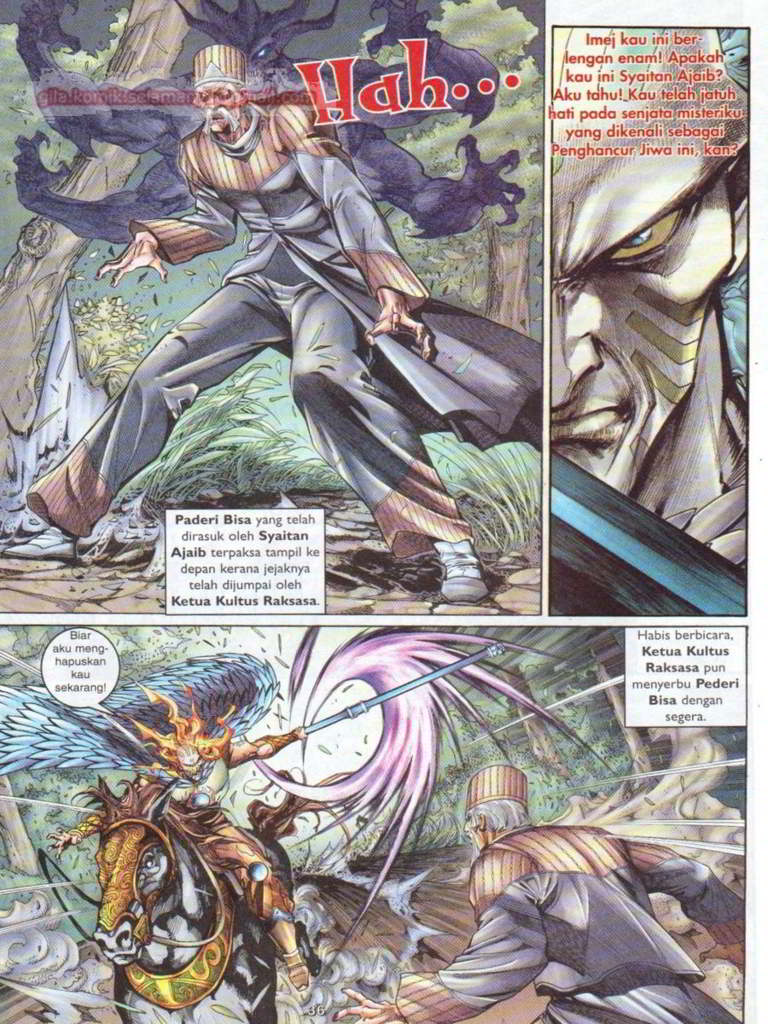 Hah...
Imej kau ini ber-
lengan enam! Apakah
kau ini Syaitan Ajaib?
Aku tahu! Kau telah jatuh
hati pada senjata misteriku
yang dikenali sebagai
Penghancur Jiwa ini, kan?
Paderi Bisa yang telah
dirasuk oleh Syaitan
Ajaib terpaksa tampil ke
depan kerana jejaknya
telah dijumpai oleh
Ketua Kultus Raksasa.
Biar
aku meng-
hapuskan
kau
sekarang!
Habis berbicara,
Ketua Kultus
Raksasa pun
menyerbu Pederi
Bisa dengan
segera.
36